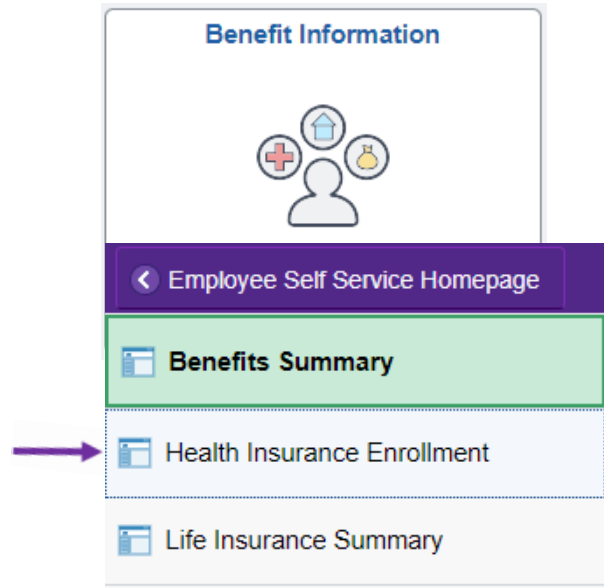 Benefit Information
Employee Self Service Homepage
Benefits Summary
Health Insurance Enrollment
Life Insurance Summary